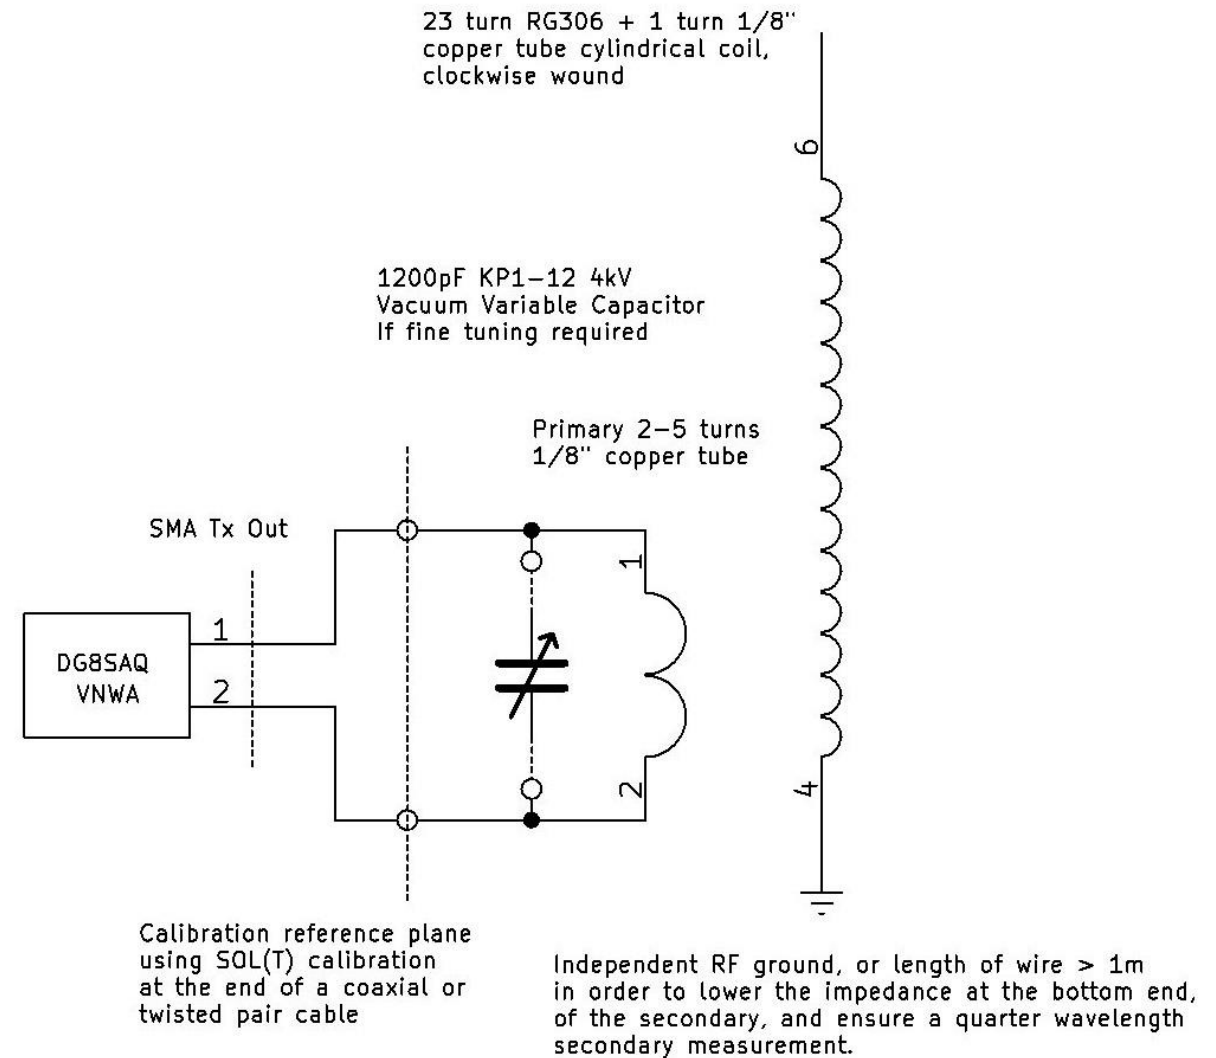 23 turn RG306 + 1 turn 1/8"
copper tube cylindrical coil,
clockwise wound
6
1200pF KP1-12 4kV
Vacuum Variable Capacitor
If fine tuning required
Primary 2-5 turns
1/8" copper tube
SMA Tx Out
1
1
DG8SAQ
VNWA
2
2
4
Calibration reference plane
using SOL(T) calibration
at the end of a coaxial or
twisted pair cable
Independent RF ground, or length of wire > 1m
in order to lower the impedance at the bottom end,
of the secondary, and ensure a quarter wavelength
secondary measurement.